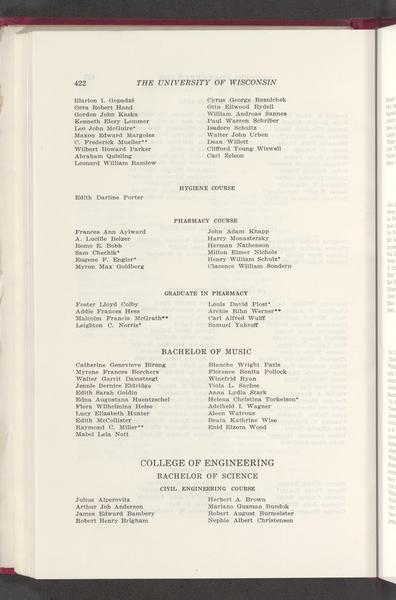 422 THE UNIVERSITY OF WISCONSIN
Illarion I. Gopadzé Cyrus George Reznichek
Orra Robert Hand Otto Ellwood Rydell
Gordon John Kaska William Andreas Sannes
Kenneth Elery Lemmer Paul Warren Schriber
Leo John McGuire* Isadore Schultz
Maxon Edward Margoles Walter John Urben
C. Frederick Mueller** Dean Willett
Wilbert Howard Parker Clifford Young Wiswell
Abraham Quisling Carl Zelson
Leonard William Ramlow
HYGIENE COURSE
Edith Darline Porter
PHARMACY COURSE
Frances Ann Aylward John Adam Knapp
A. Lucille Belzer Harry Monastersky
Romo E. Bobb Herman Nathenson
Sam Chechik* Milton Elmer Nichols
Eugene F. Engler* Henry William Schulz*
Myron Max Goldberg Clarence William Sondern
GRADUATE IN PHARMACY
Foster Lloyd Colby Louis David Plost*
Addie Frances Hess Archie Rihn Werner**
Malcolm Francis McGrath** Carl Alfred Wulff
Leighton C. Norris* Samuel Yabroff
BACHELOR OF MUSIC
Catherine Genevieve Birong Blanche Wright Paris
Myrene Frances Borchers Florence Bonita Pollock
Walter Garrit Damsteegt Winefrid Ryan
Jennie Bernice Eldridge Viola L. Sachse
Edith Sarah Goldin Anna Lydia Stark
Edna Augustana Haentzschel Helena Christina Torkelson*
Flora Wilhelmina Heise Adelheid I. Wagner
Lucy Elizabeth Hunter Aleen Watrous
Edith McCollister Beata Kathrine Wise
Raymond C. Miller** Enid Elzora Wood
Mabel Lela Nott
COLLEGE OF ENGINEERING
BACHELOR OF SCIENCE
CIVIL ENGINEERING COURSE
Julius Alperovitz Herbert A. Brown
Arthur Job Anderson Mariano Guzman Bundok
James Edward Bambery Robert August Burmeister
Robert Henry Brigham Nephie Albert Christensen